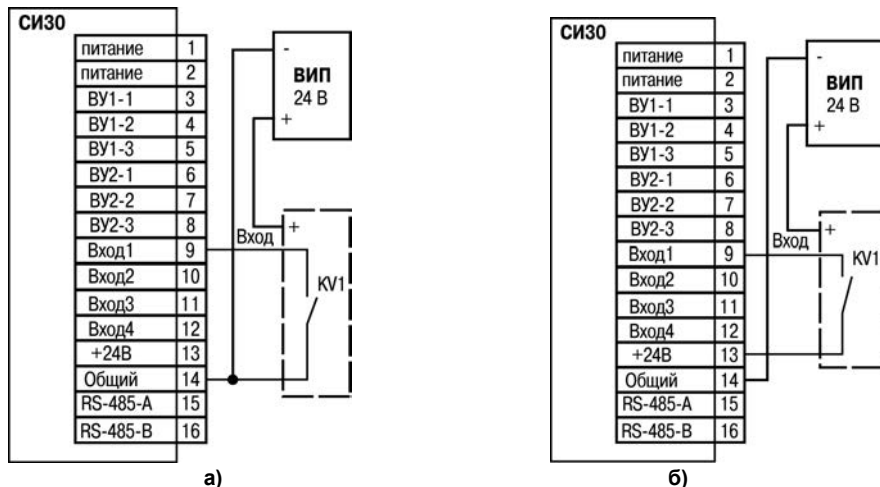 СИ30
питание 1
питание 2
ВУ1-1 3
ВУ1-2 4
ВУ1-3 5
ВУ2-1 6
ВУ2-2 7
ВУ2-3 8
Вход1 9
Вход2 10
Вход3 11
Вход4 12
+24В 13
Общий 14
RS-485-A 15
RS-485-B 16
-
ВИП
24 В
+
+
Вход
KV1
а)
СИ30
питание 1
питание 2
ВУ1-1 3
ВУ1-2 4
ВУ1-3 5
ВУ2-1 6
ВУ2-2 7
ВУ2-3 8
Вход1 9
Вход2 10
Вход3 11
Вход4 12
+24В 13
Общий 14
RS-485-A 15
RS-485-B 16
-
ВИП
24 В
+
+
Вход
KV1
б)